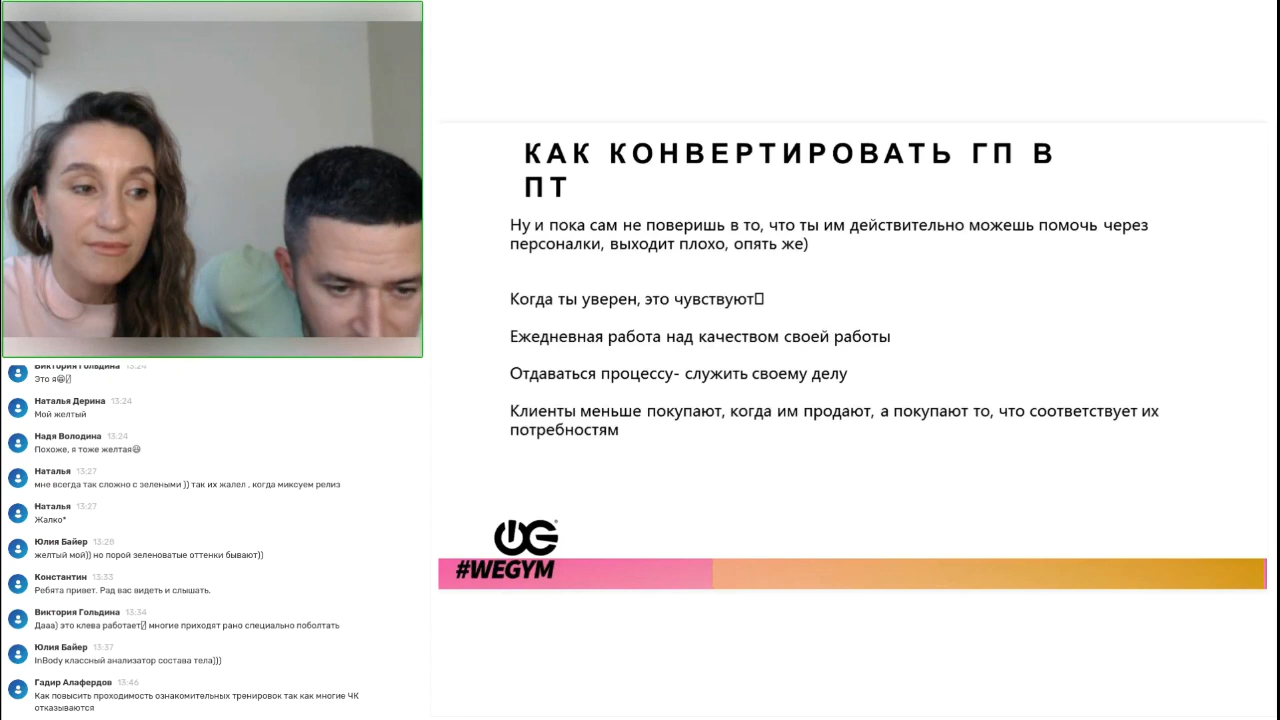 КАК КОНВЕРТИРОВАТЬ ГП В
ПТ
Ну и пока сам не поверишь в то, что ты им действительно можешь помочь через
персоналки, выходит плохо, опять же)
Когда ты уверен, это чувствуют
Ежедневная работа над качеством своей работы
Отдаваться процессу- служить своему делу
Клиенты меньше покупают, когда им продают, а покупают то, что соответствует их
потребностям
#WEGYM
Виктория Гольдина 13:24
Это я😁
Наталья Дерина 13:24
Мой желтый
Надя Володина 13:24
Похоже, я тоже желтая😄
Наталья 13:27
мне всегда так сложно с зелеными )) так их жалел , когда миксуем релиз
Наталья 13:27
Жалко*
Юлия Байер 13:28
желтый мой)) но порой зеленоватые оттенки бывают))
Константин 13:33
Ребята привет. Рад вас видеть и слышать.
Виктория Гольдина 13:34
Дааа) это клева работает многие приходят рано специально поболтать
Юлия Байер 13:37
InBody классный анализатор состава тела)))
Гадир Алафердов 13:46
Как повысить проходимость ознакомительных тренировок так как многие ЧК
отказываются